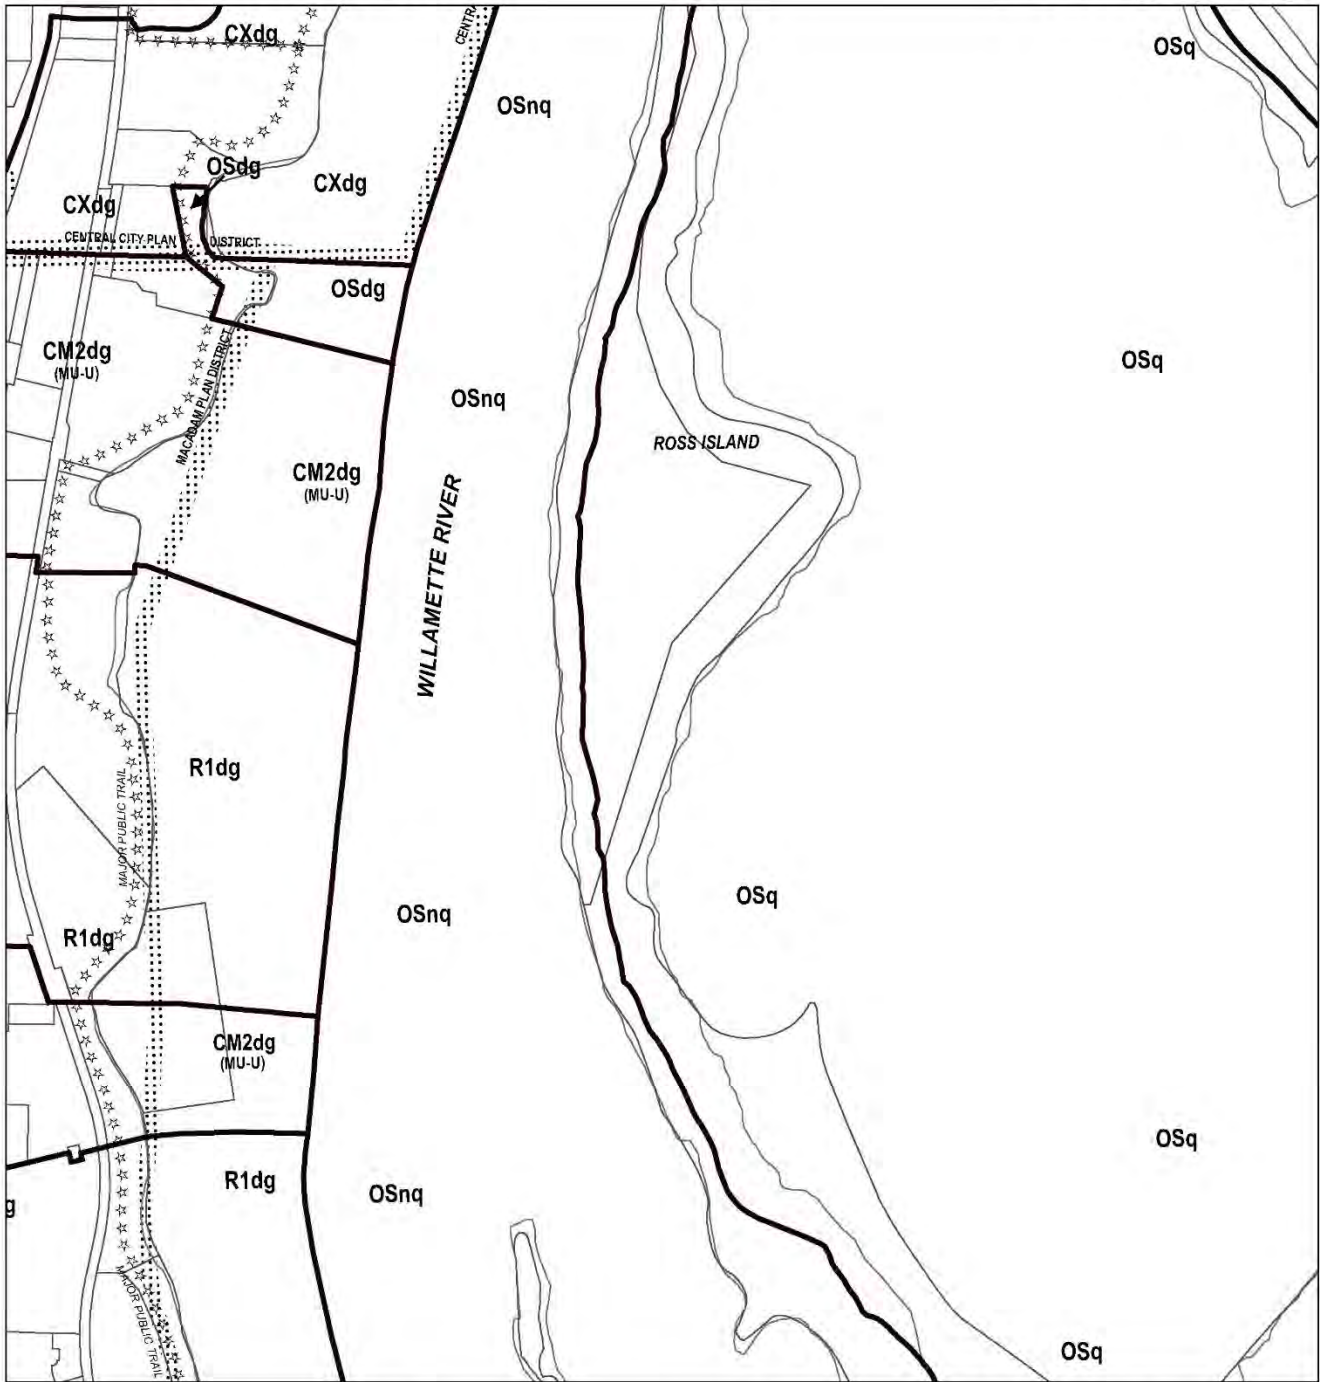 CXdg
CENTRA
OSq
OSnq
OSdg
CXdg
CXdg
CENTRAL CITY PLAN
DISTRICT
OSdg
CM2dg
(MU-U)
MACADAM PLAN DISTRICT
OSq
OSnq
ROSS ISLAND
CM2dg
(MU-U)
WILLAMETTE RIVER
R1dg
MAJOR PUBLIC TRAIL
OSq
OSnq
R1dg
CM2dg
(MU-U)
OSq
R1dg
OSnq
g
MAJOR PUBLIC TRAIL
OSq